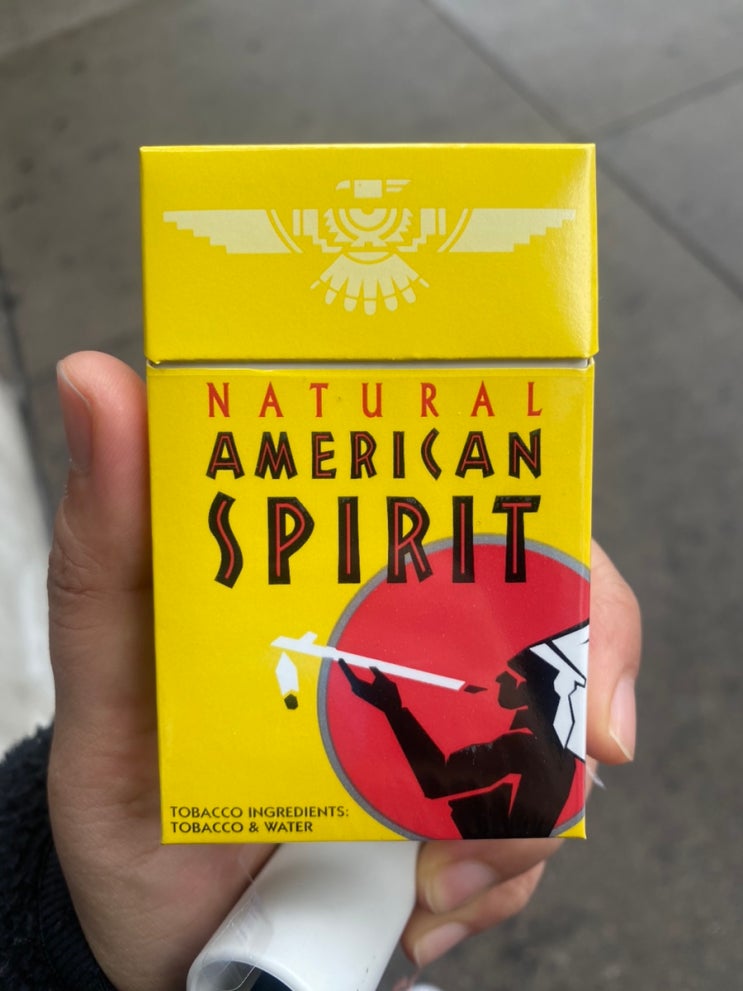 NATURAL
AMERICAN
SPIRIT
TOBACCO INGREDIENTS:
TOBACCO & WATER